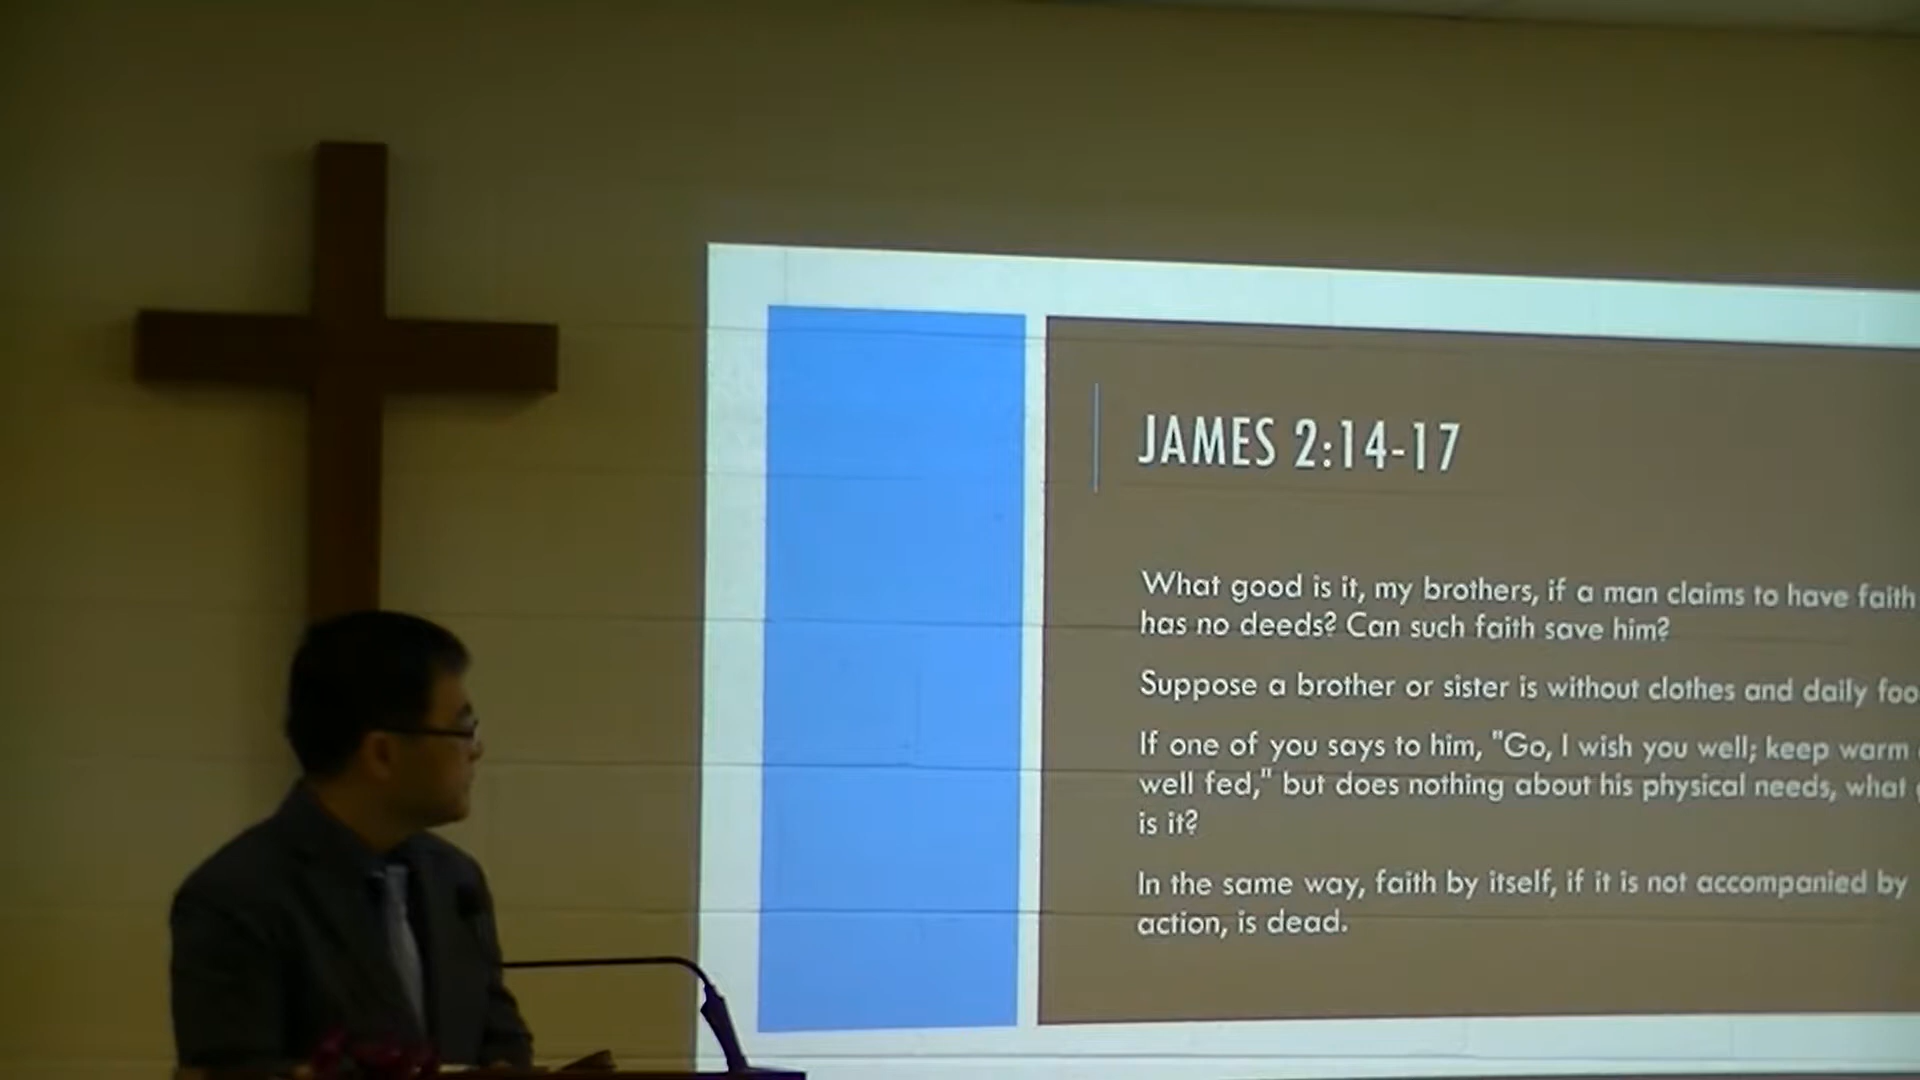 JAMES 2:14-17
What good is it, my brothers, if a man claims to have faith
has no deeds? Can such faith save him?
Suppose a brother or sister is without clothes and daily
If one of you says to him, "Go, I wish you well; keep warm
well fed," but does nothing about his physical needs, what
is it?
In the same way, faith by itself, if it is not accompanied by
action, is dead.